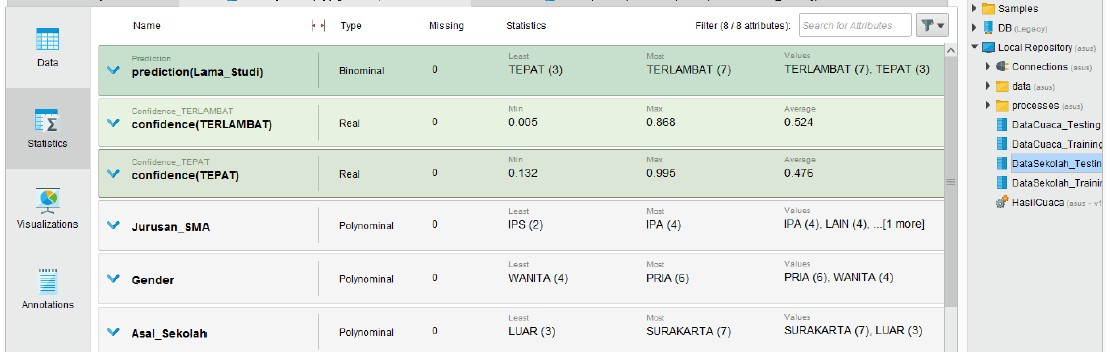 Name Type Missing Statistics Filter (8 / 8 attributes): Search for Attributes
Data
Statistics
Visualizations
Annotations
Prediction Least Most Values
prediction(Lama_Studi) Binominal 0 TEPAT (3) TERLAMBAT (7) TERLAMBAT (7), TEPAT (3)
Confidence_TERLAMBAT Min Max Average
confidence(TERLAMBAT) Real 0 0.005 0.868 0.524
Confidence_TEPAT Min Max Average
confidence(TEPAT) Real 0 0.132 0.995 0.476
Least Most Values
Jurusan_SMA Polynominal 0 IPS (2) IPA (4) IPA (4), LAIN (4), ...[1 more]
Least Most Values
Gender Polynominal 0 WANITA (4) PRIA (6) PRIA (6), WANITA (4)
Least Most Values
Asal_Sekolah Polynominal 0 LUAR (3) SURAKARTA (7) SURAKARTA (7), LUAR (3)
Samples
DB (Legacy)
Local Repository (asus)
Connections (asus)
data (asus)
processes (asus)
DataCuaca_Testing
DataCuaca_Training
DataSekolah_Testin
DataSekolah_Trainin
HasilCuaca (asus – v1